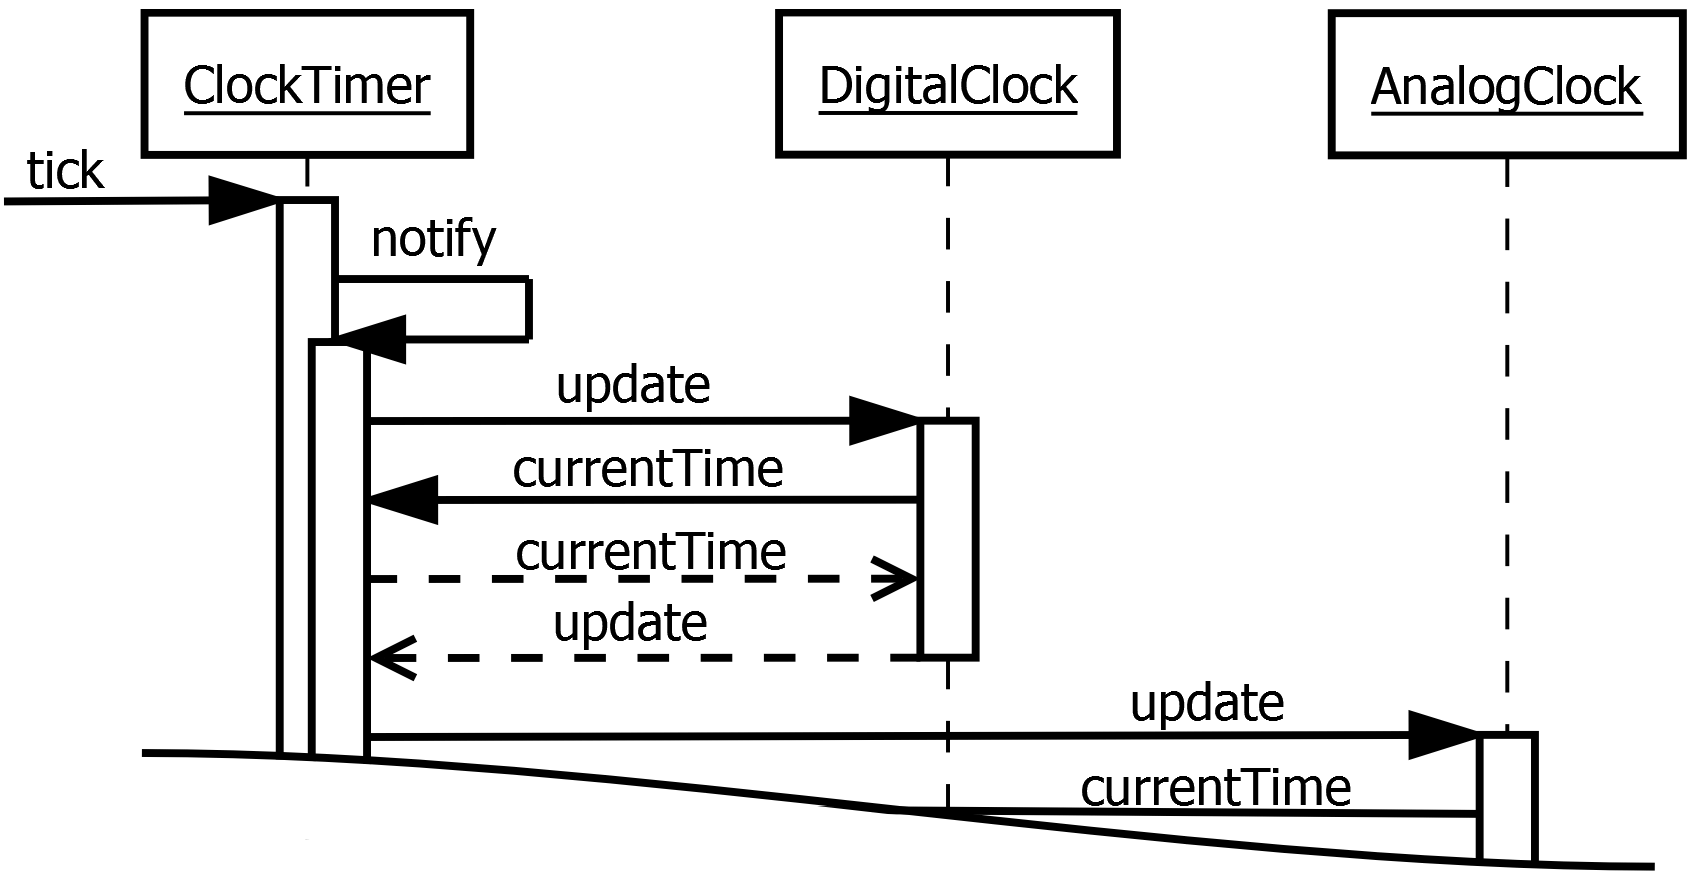 ClockTimer
DigitalClock
AnalogClock
tick
notify
update
currentTime
currentTime
update
update
currentTime